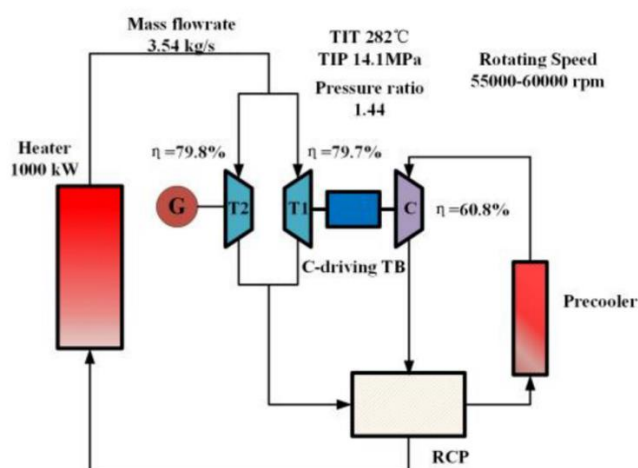 Mass flowrate
3.54 kg/s
TIT 282℃
TIP 14.1MPa
Pressure ratio
1.44
Rotating Speed
55000-60000 rpm
Heater
1000 kW
η=79.8%
η=79.7%
G
T2
T1
C
η=60.8%
C-driving TB
Precooler
RCP